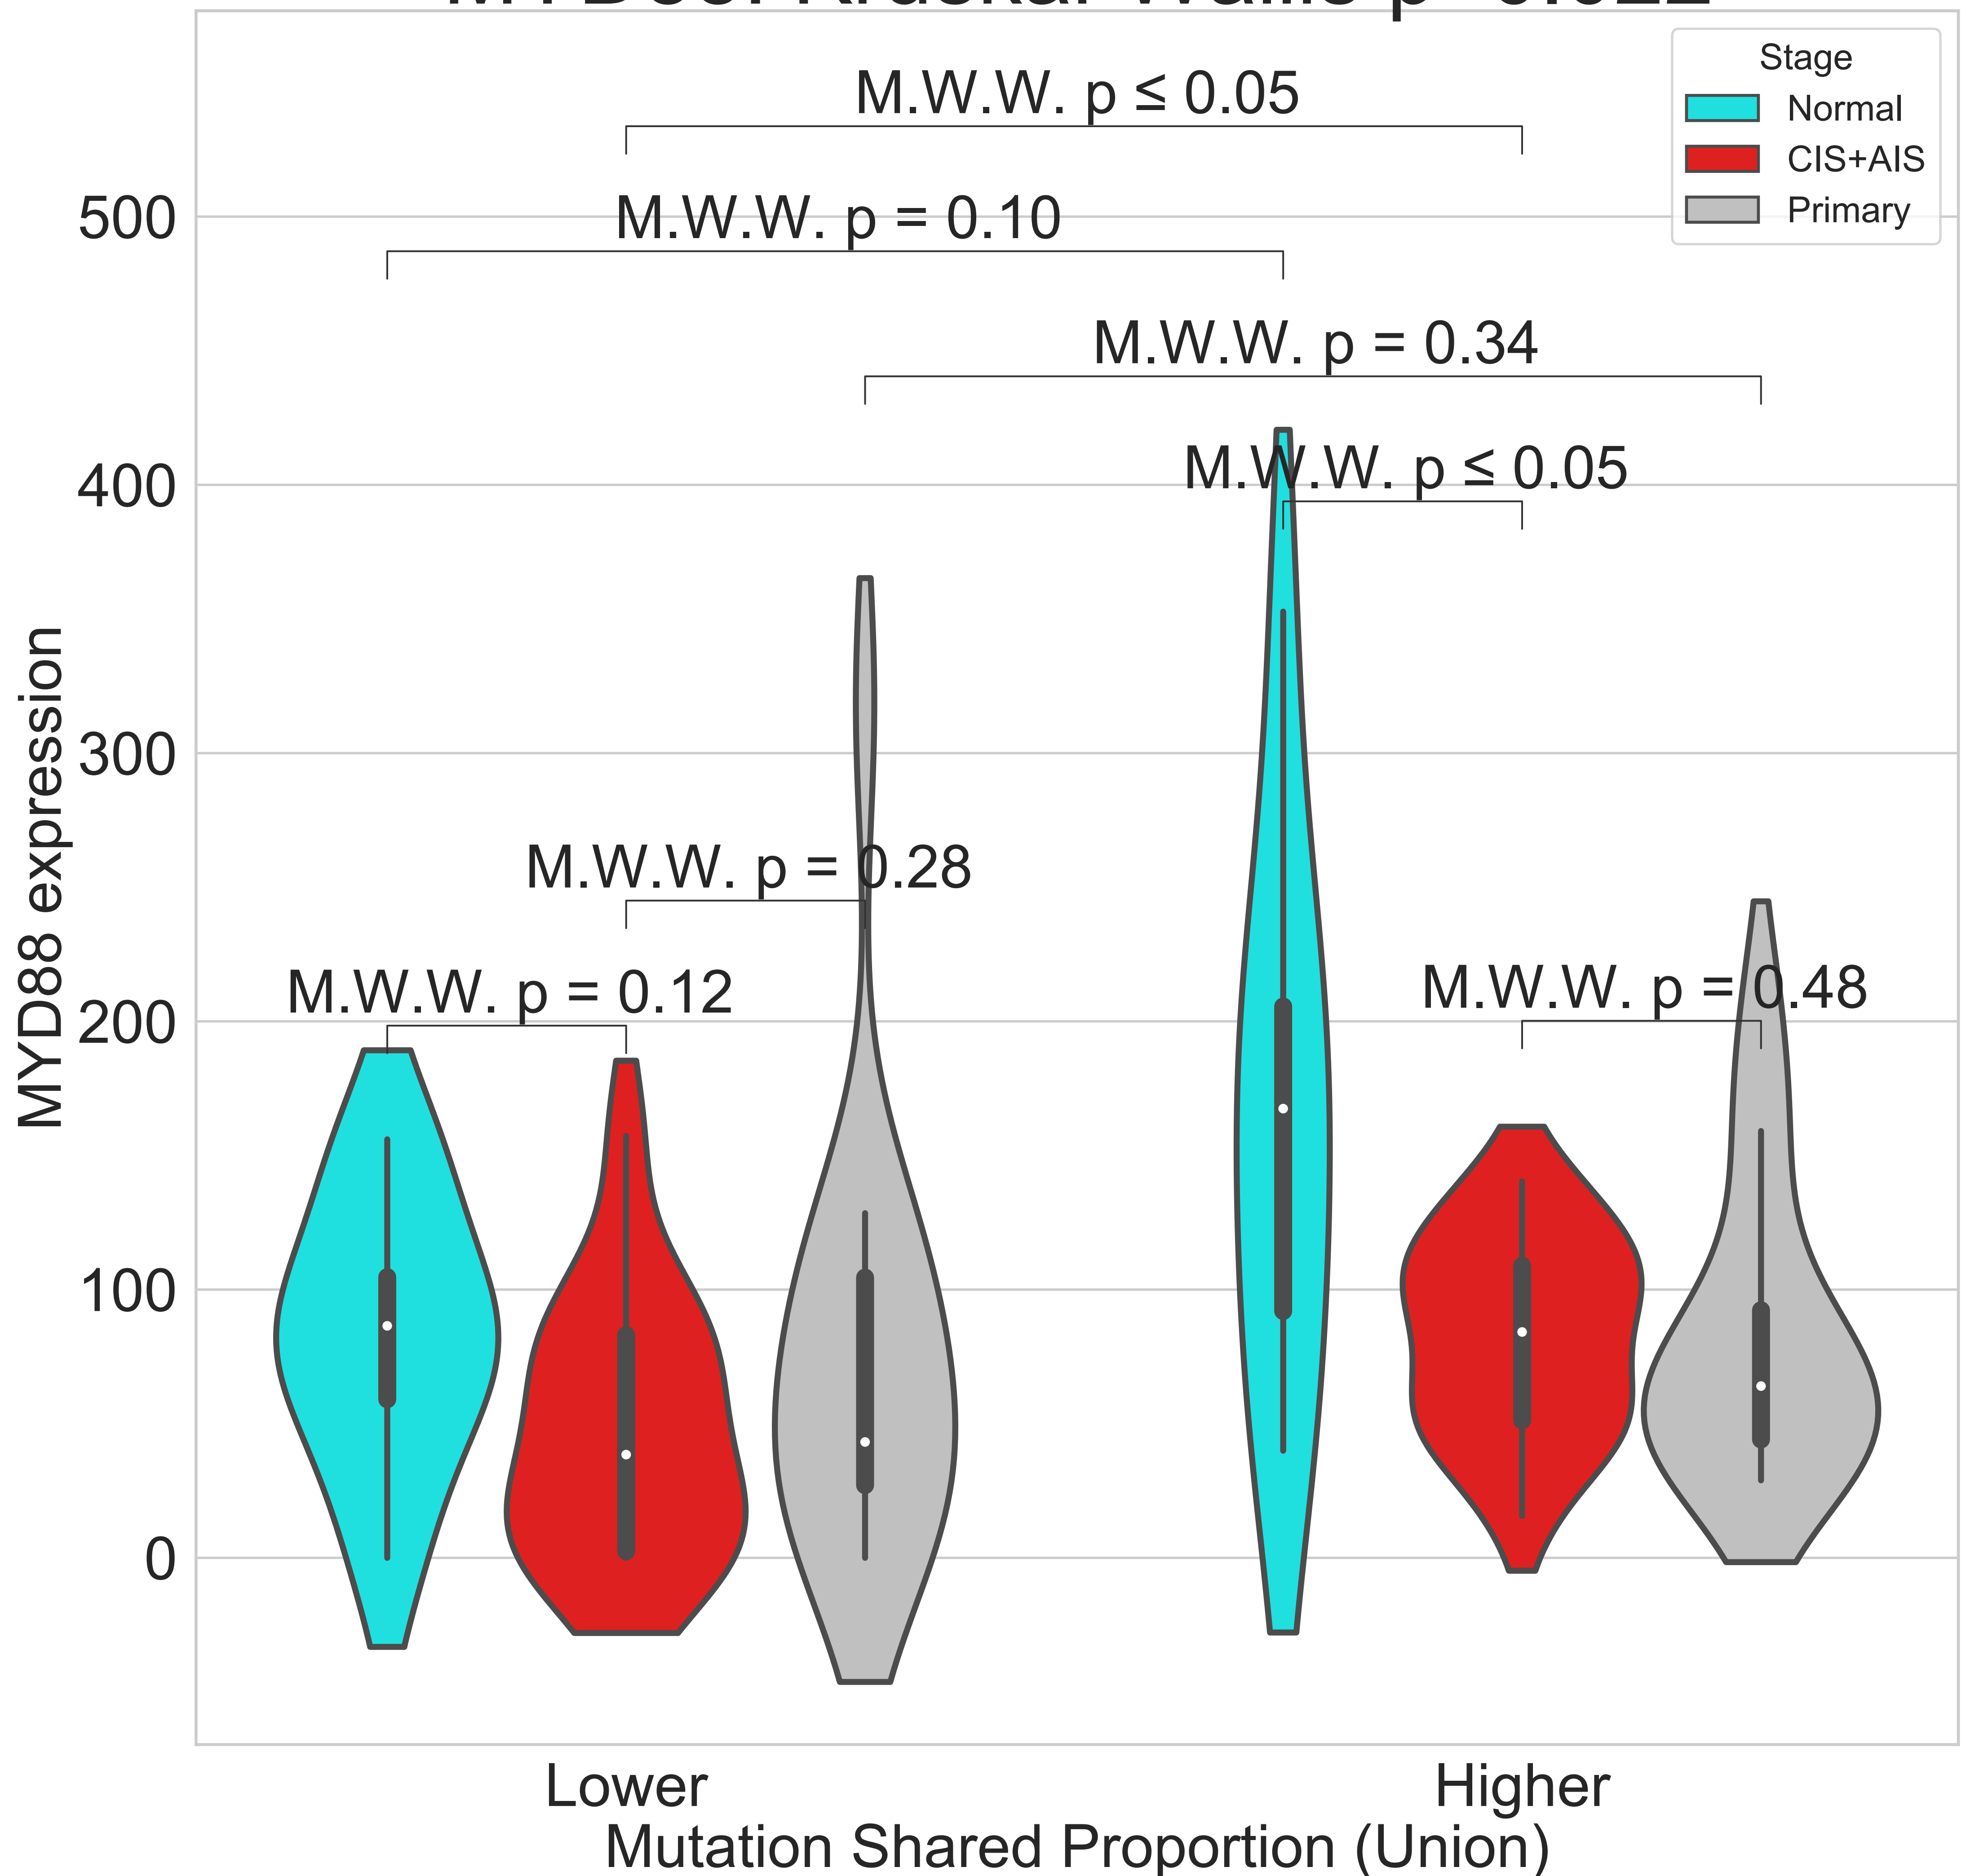 M.W.W. p ≤ 0.05
Stage
Normal
CIS+AIS
Primary
M.W.W. p = 0.10
M.W.W. p = 0.34
M.W.W. p ≤ 0.05
M.W.W. p = 0.28
M.W.W. p = 0.12
M.W.W. p = 0.48
500
400
300
200
100
0
MYD88 expression
Lower
Higher
Mutation Shared Proportion (Union)